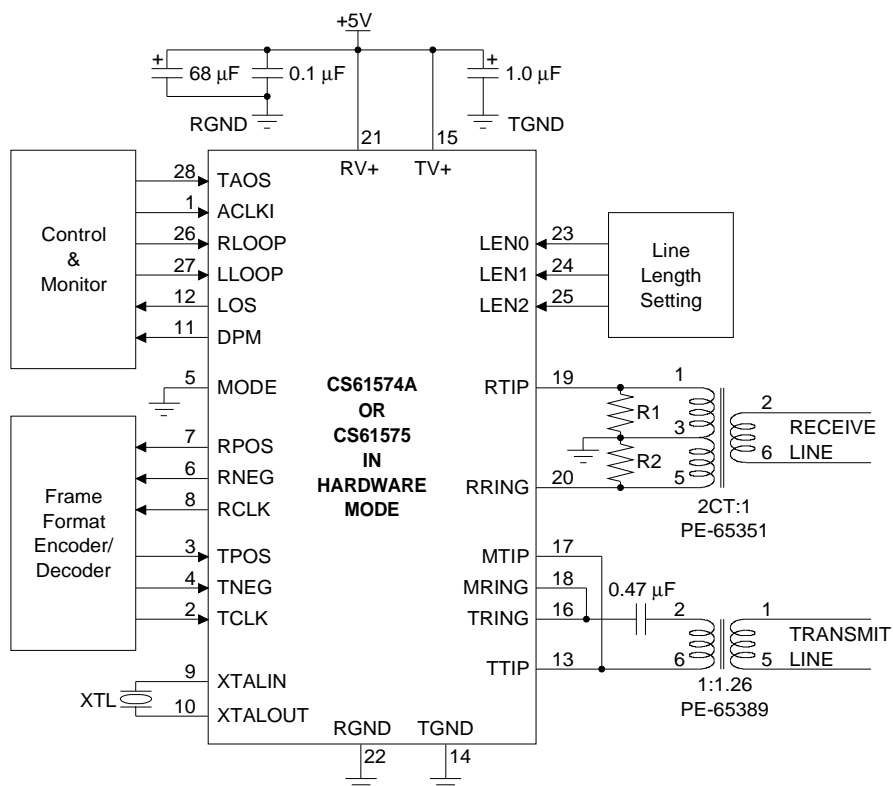 +5V
+
68 μF
0.1 μF
+
1.0 μF
RGND
TGND
21
15
RV+
TV+
Control
&
Monitor
28
TAOS
1
ACLKI
26
RLOOP
27
LLOOP
12
LOS
11
DPM
5
MODE
LEN0
23
LEN1
24
LEN2
25
Line
Length
Setting
CS61574A
OR
CS61575
IN
HARDWARE
MODE
Frame
Format
Encoder/
Decoder
7
RPOS
6
RNEG
8
RCLK
3
TPOS
4
TNEG
2
TCLK
XTL
9
XTALIN
10
XTALOUT
RTIP
19
R1
R2
RRING
20
1
3
5
2
6
RECEIVE
LINE
2CT:1
PE-65351
MTIP
17
MRING
18
TRING
16
TTIP
13
0.47 μF
2
6
1
5
TRANSMIT
LINE
1:1.26
PE-65389
RGND
TGND
22
14